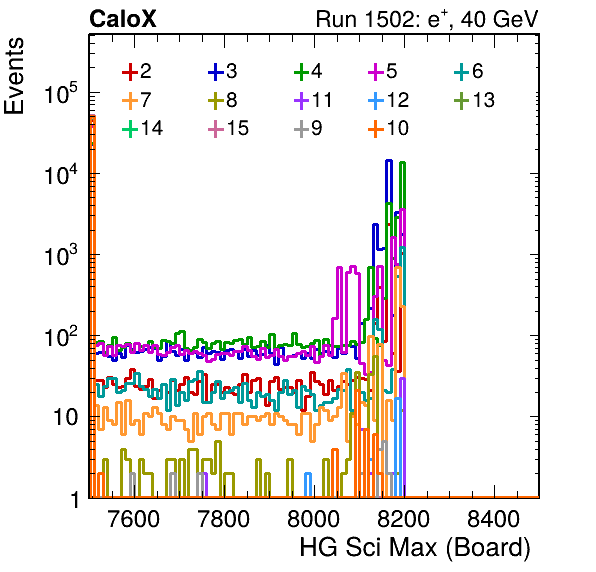 CaloX Run 1502: e⁺, 40 GeV
Events
2 3 4 5 6
7 8 11 12 13
14 15 9 10
10⁵
10⁴
10³
10²
10
1
7600 7800 8000 8200 8400
HG Sci Max (Board)